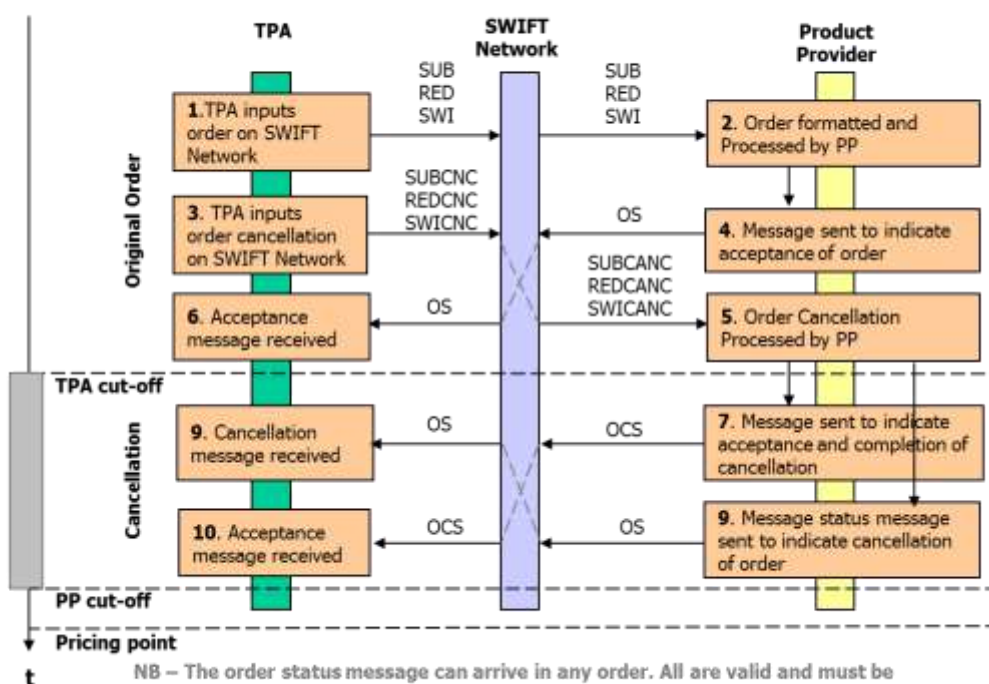 TPA
SWIFT
Network
Product
Provider
SUB
RED
SWI
SUB
RED
SWI
1.TPA inputs
order on SWIFT
Network
2. Order formatted and
Processed by PP
Original Order
SUBCNC
REDCNC
SWICNC
3. TPA inputs
order cancellation
on SWIFT Network
OS
4. Message sent to indicate
acceptance of order
SUBCANC
REDCANC
SWICANC
6. Acceptance
message received
OS
5. Order Cancellation
Processed by PP
TPA cut-off
Cancellation
9. Cancellation
message received
OS
OCS
7. Message sent to indicate
acceptance and completion of
cancellation
10. Acceptance
message received
OCS
OS
9. Message status message
sent to indicate cancellation
of order
PP cut-off
Pricing point
t
NB – The order status message can arrive in any order. All are valid and must be